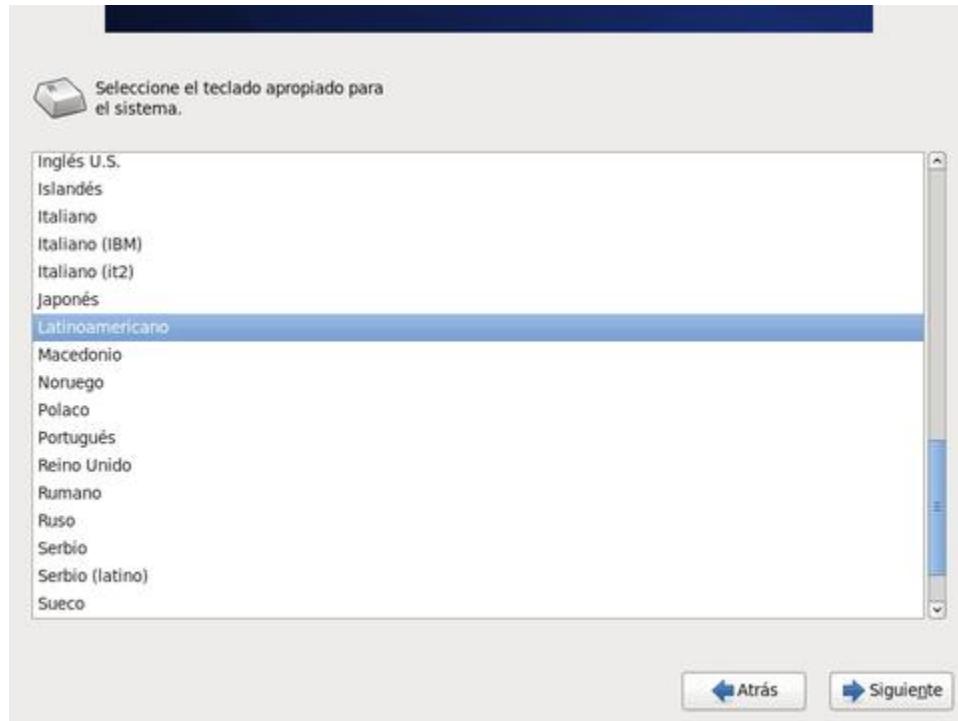 Seleccione el teclado apropiado para
el sistema.
Inglés U.S.
Islandés
Italiano
Italiano (IBM)
Italiano (it2)
Japonés
Latinoamericano
Macedonio
Noruego
Polaco
Portugués
Reino Unido
Rumano
Ruso
Serbio
Serbio (latino)
Sueco
Atrás
Siguiente